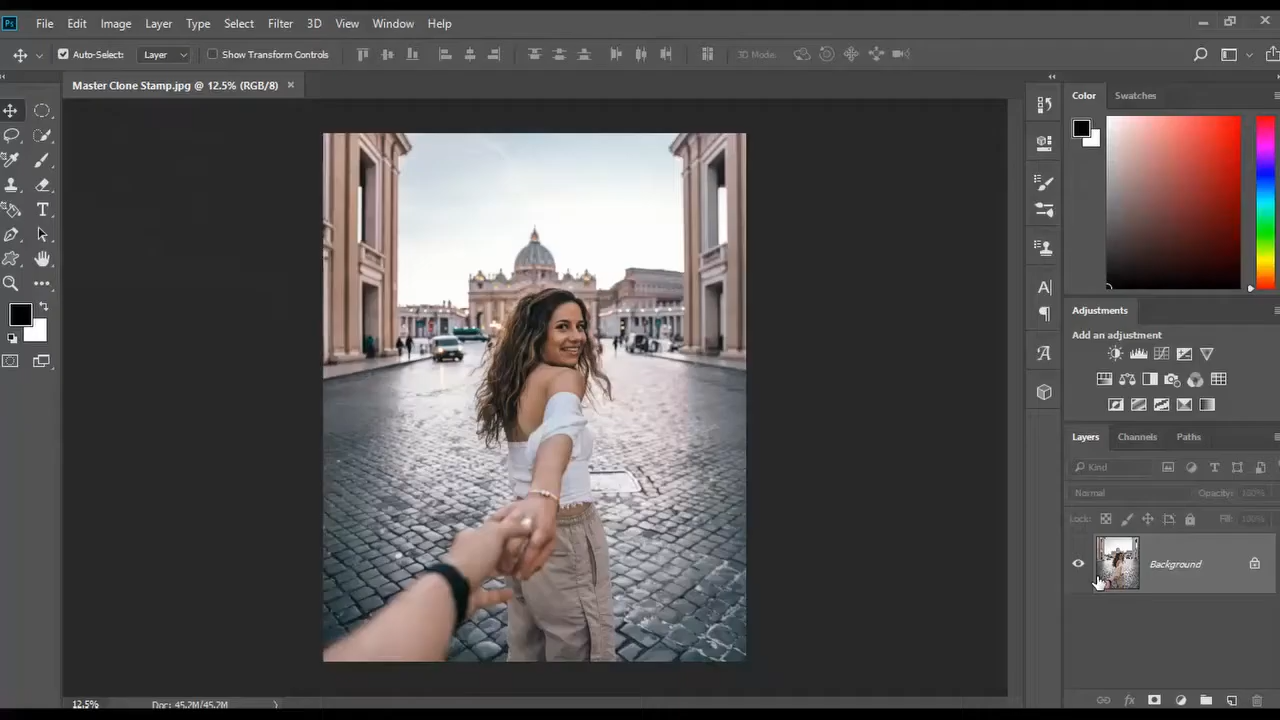 Ps File Edit Image Layer Type Select Filter 3D View Window Help
Auto-Select: Layer Show Transform Controls 3D Mode:
Master Clone Stamp.jpg @ 12.5% (RGB/8) ×
Color Swatches
Adjustments
Add an adjustment
Layers Channels Paths
Kind
Normal Opacity: 100%
Lock: Fill: 100%
Background
12.5% Doc: 45.2M/45.2M